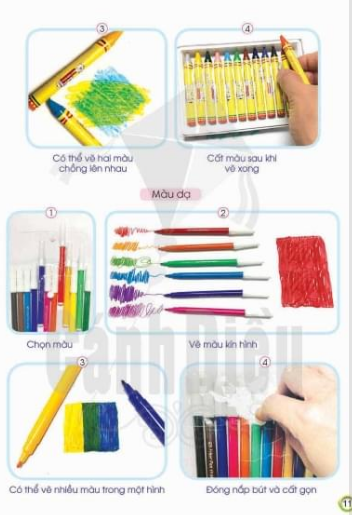 ③
④
Có thể vẽ hai màu
chồng lên nhau
Cất màu sau khi
vẽ xong
Màu dạ
①
②
Chọn màu
Vẽ màu kín hình
③
④
Có thể vẽ nhiều màu trong một hình
Đóng nắp bút và cất gọn
Cánh Diều
11